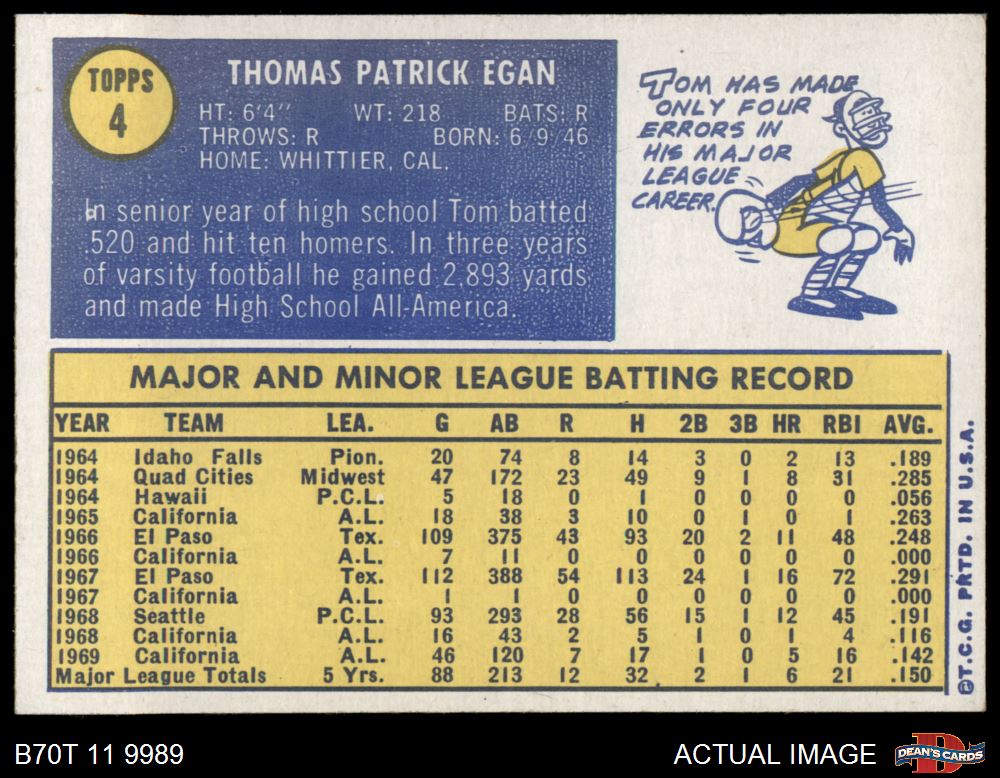 TOPPS
4
THOMAS PATRICK EGAN
HT: 6'4" WT: 218 BATS: R
THROWS: R BORN: 6/9/46
HOME: WHITTIER, CAL.
In senior year of high school Tom batted
.520 and hit ten homers. In three years
of varsity football he gained 2,893 yards
and made High School All-America.
TOM HAS MADE
ONLY FOUR
ERRORS IN
HIS MAJOR
LEAGUE
CAREER.
MAJOR AND MINOR LEAGUE BATTING RECORD
YEAR TEAM LEA. G AB R H 2B 3B HR RBI AVG.
1964 Idaho Falls Pion. 20 74 8 14 3 0 2 13 .189
1964 Quad Cities Midwest 47 172 23 49 9 1 8 31 .285
1964 Hawaii P.C.L. 5 18 0 1 0 0 0 0 .056
1965 California A.L. 18 38 3 10 0 1 0 1 .263
1966 El Paso Tex. 109 375 43 93 20 2 11 48 .248
1966 California A.L. 7 11 0 0 0 0 0 0 .000
1967 El Paso Tex. 112 388 54 113 24 1 16 72 .291
1967 California A.L. 1 1 0 0 0 0 0 0 .000
1968 Seattle P.C.L. 93 293 28 56 15 1 12 45 .191
1968 California A.L. 16 43 2 5 1 0 1 4 .116
1969 California A.L. 46 120 7 17 1 0 5 16 .142
Major League Totals 5 Yrs. 88 213 12 32 2 1 6 21 .150
©T.C.G. PRTD. IN U.S.A.
B70T 11 9989
ACTUAL IMAGE
DEAN'S CARDS